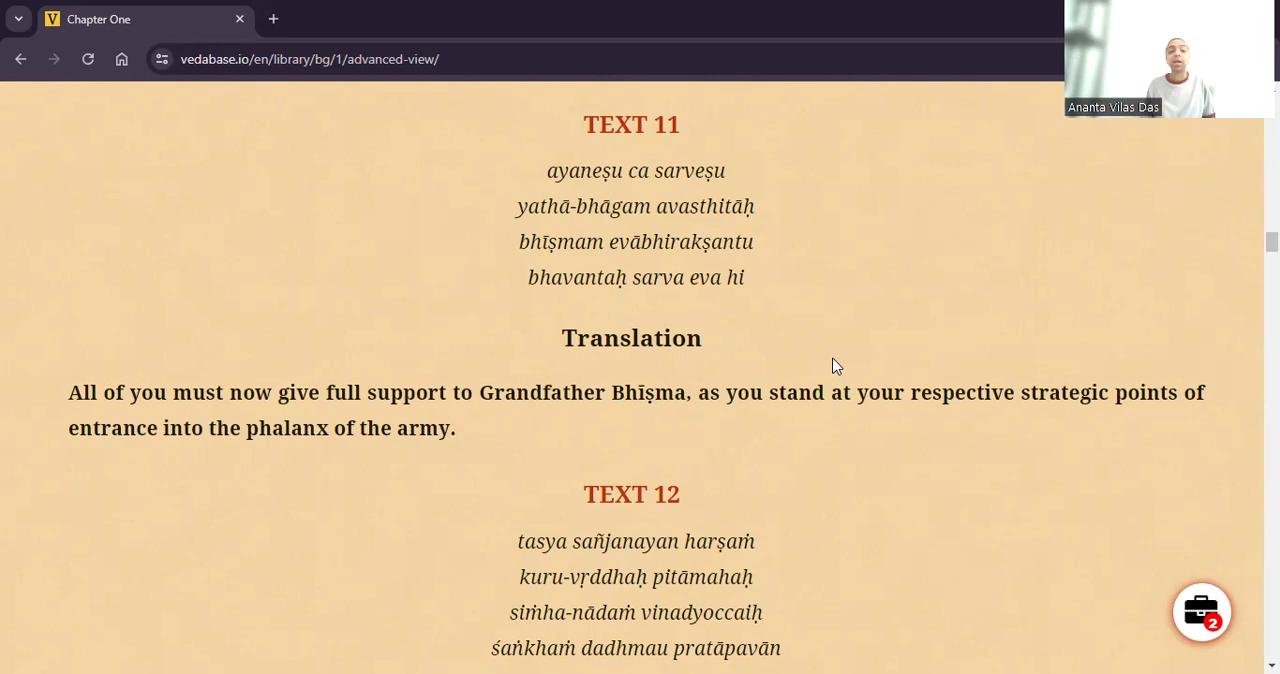 Chapter One
vedabase.io/en/library/bg/1/advanced-view/
Ananta Vilas Das
TEXT 11
ayaneṣu ca sarveṣu
yathā-bhāgam avasthitāḥ
bhīṣmam evābhirakṣantu
bhavantaḥ sarva eva hi
Translation
All of you must now give full support to Grandfather Bhīṣma, as you stand at your respective strategic points of
entrance into the phalanx of the army.
TEXT 12
tasya sañjanayan harṣaṁ
kuru-vṛddhaḥ pitāmahaḥ
siṁha-nādaṁ vinadyoccaiḥ
śaṅkhaṁ dadhmau pratāpavān
2